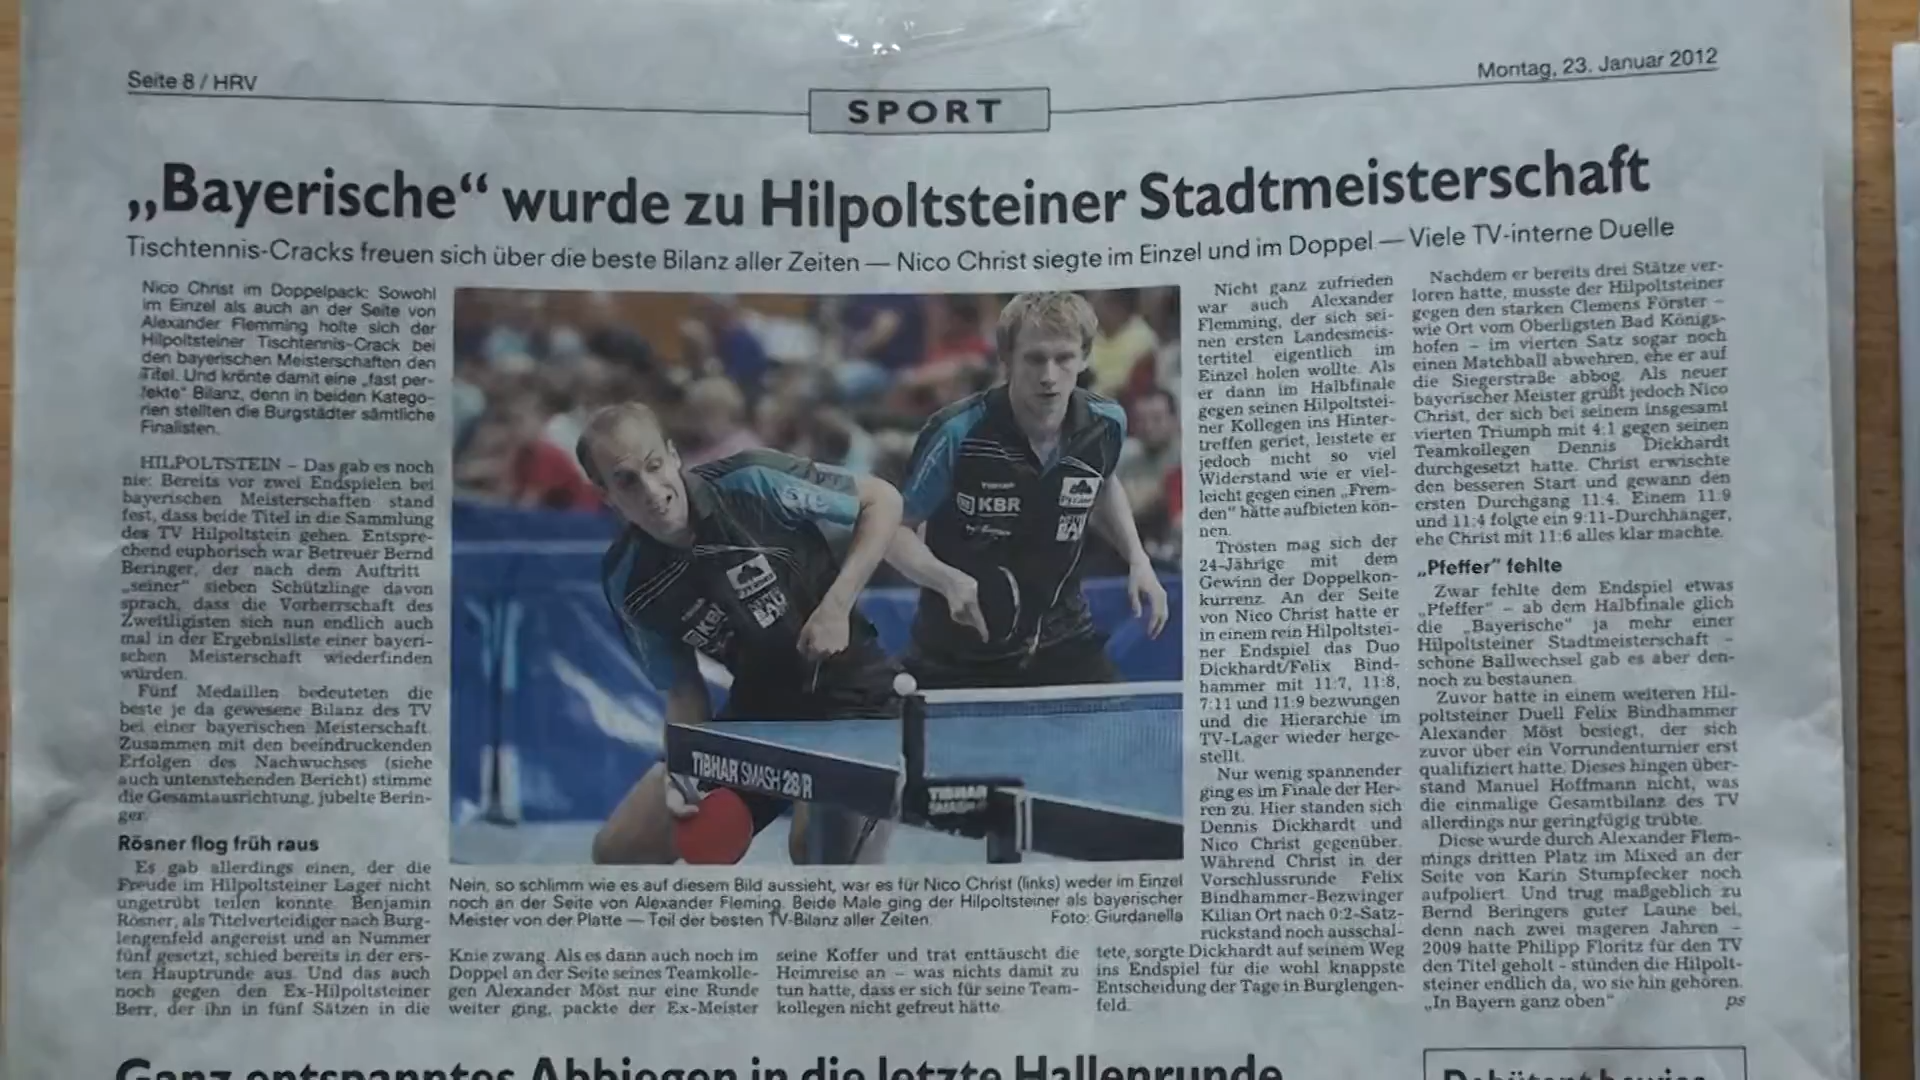 Seite 8 / HRV
SPORT
Montag, 23. Januar 2012
„Bayerische“ wurde zu Hilpoltsteiner Stadtmeisterschaft
Tischtennis-Cracks freuen sich über die beste Bilanz aller Zeiten — Nico Christ siegte im Einzel und im Doppel — Viele TV-interne Duelle
Nico Christ im Doppelpack: Sowohl
im Einzel als auch an der Seite von
Alexander Flemming holte sich der
Hilpoltsteiner Tischtennis-Crack bei
den bayerischen Meisterschaften den
Titel. Und krönte damit eine „fast per-
fekte“ Bilanz, denn in beiden Katego-
rien stellten die Burgstädter sämtliche
Finalisten.
HILPOLTSTEIN – Das gab es noch
nie: Bereits vor zwei Endspielen bei
bayerischen Meisterschaften stand
fest, dass beide Titel in die Sammlung
des TV Hilpoltstein gehen. Entspre-
chend euphorisch war Betreuer Bernd
Beringer, der nach dem Auftritt
„seiner“ sieben Schützlinge davon
sprach, dass die Vorherrschaft des
Zweitligisten sich nun endlich auch
mal in der Ergebnisliste einer bayeri-
schen Meisterschaft wiederfinden
würden.
Fünf Medaillen bedeuteten die
beste je da gewesene Bilanz des TV
bei einer bayerischen Meisterschaft.
Zusammen mit den beeindruckenden
Erfolgen des Nachwuchses (siehe
auch untenstehenden Bericht) stimme
die Gesamtausrichtung, jubelte Berin-
ger.
Rösner flog früh raus
Es gab allerdings einen, der die
Freude im Hilpoltsteiner Lager nicht
ungetrübt teilen konnte. Benjamin
Rösner, als Titelverteidiger nach Burg-
lengenfeld angereist und an Nummer
fünf gesetzt, schied bereits in der ers-
ten Hauptrunde aus. Und das auch
noch gegen den Ex-Hilpoltsteiner
Berr, der ihn in fünf Sätzen in die
KBR
KBR
TIBHAR SMASH 28/R
TIBHAR
SMASH
Nein, so schlimm wie es auf diesem Bild aussieht, war es für Nico Christ (links) weder im Einzel
noch an der Seite von Alexander Fleming. Beide Male ging der Hilpoltsteiner als bayerischer
Meister von der Platte — Teil der besten TV-Bilanz aller Zeiten. Foto: Giurdanella
Knie zwang. Als es dann auch noch im
Doppel an der Seite seines Teamkolle-
gen Alexander Möst nur eine Runde
weiter ging, packte der Ex-Meister
seine Koffer und trat enttäuscht die
Heimreise an – was nichts damit zu
tun hatte, dass er sich für seine Team-
kollegen nicht gefreut hätte.
Nicht ganz zufrieden
war auch Alexander
Flemming, der sich sei-
nen ersten Landesmeis-
tertitel eigentlich im
Einzel holen wollte. Als
er dann im Halbfinale
gegen seinen Hilpoltstei-
ner Kollegen ins Hinter-
treffen geriet, leistete er
jedoch nicht so viel
Widerstand wie er viel-
leicht gegen einen „Frem-
den“ hätte aufbieten kön-
nen.
Trösten mag sich der
24-Jährige mit dem
Gewinn der Doppelkon-
kurrenz. An der Seite
von Nico Christ hatte er
in einem rein Hilpoltstei-
ner Endspiel das Duo
Dickhardt/Felix Bind-
hammer mit 11:7, 11:8,
7:11 und 11:9 bezwungen
und die Hierarchie im
TV-Lager wieder herge-
stellt.
Nur wenig spannender
ging es im Finale der Her-
ren zu. Hier standen sich
Dennis Dickhardt und
Nico Christ gegenüber.
Während Christ in der
Vorschlussrunde Felix
Bindhammer-Bezwinger
Kilian Ort nach 0:2-Satz-
rückstand noch ausschal-
tete, sorgte Dickhardt auf seinem Weg
ins Endspiel für die wohl knappste
Entscheidung der Tage in Burglengen-
feld.
Nachdem er bereits drei Stätze ver-
loren hatte, musste der Hilpoltsteiner
gegen den starken Clemens Förster –
wie Ort vom Oberligsten Bad Königs-
hofen – im vierten Satz sogar noch
einen Matchball abwehren, ehe er auf
die Siegerstraße abbog. Als neuer
bayerischer Meister grüßt jedoch Nico
Christ, der sich bei seinem insgesamt
vierten Triumph mit 4:1 gegen seinen
Teamkollegen Dennis Dickhardt
durchgesetzt hatte. Christ erwischte
den besseren Start und gewann den
ersten Durchgang 11:4. Einem 11:9
und 11:4 folgte ein 9:11-Durchhänger,
ehe Christ mit 11:6 alles klar machte.
„Pfeffer“ fehlte
Zwar fehlte dem Endspiel etwas
„Pfeffer“ – ab dem Halbfinale glich
die „Bayerische“ ja mehr einer
Hilpoltsteiner Stadtmeisterschaft –
schöne Ballwechsel gab es aber den-
noch zu bestaunen.
Zuvor hatte in einem weiteren Hil-
poltsteiner Duell Felix Bindhammer
Alexander Möst besiegt, der sich
zuvor über ein Vorrundenturnier erst
qualifiziert hatte. Dieses hingen über-
stand Manuel Hoffmann nicht, was
die einmalige Gesamtbilanz des TV
allerdings nur geringfügig trübte.
Diese wurde durch Alexander Flem-
mings dritten Platz im Mixed an der
Seite von Karin Stumpfecker noch
aufpoliert. Und trug maßgeblich zu
Bernd Beringers guter Laune bei,
denn nach zwei mageren Jahren –
2009 hatte Philipp Floritz für den TV
den Titel geholt – stünden die Hilpolt-
steiner endlich da, wo sie hin gehören.
„In Bayern ganz oben“ ps
Ganz entspanntes Abbiegen in die letzte Hallenrunde